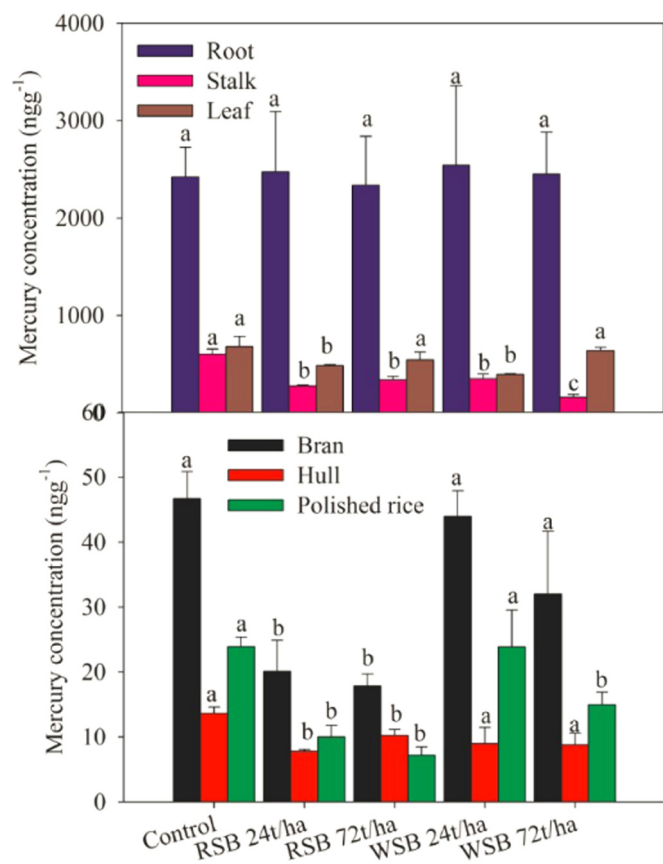 4000
3000
2000
1000
0
Mercury concentration (ngg⁻¹)
Root
Stalk
Leaf
a
a
a
a
b
b
a
b
a
a
b
b
a
c
a
60
50
40
30
20
10
0
Mercury concentration (ngg⁻¹)
Bran
Hull
Polished rice
a
a
a
b
b
b
b
b
b
a
a
a
a
a
b
Control
RSB 24t/ha
RSB 72t/ha
WSB 24t/ha
WSB 72t/ha